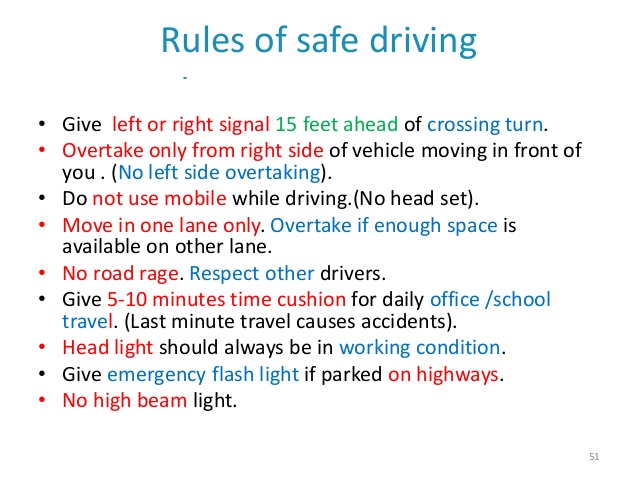 Rules of safe driving
-
• Give  left or right signal 15 feet ahead of crossing turn.
• Overtake only from right side of vehicle moving in front of
you . (No left side overtaking).
• Do not use mobile while driving.(No head set).
• Move in one lane only. Overtake if enough space is
available on other lane.
• No road rage. Respect other drivers.
• Give 5-10 minutes time cushion for daily office /school
travel. (Last minute travel causes accidents).
• Head light should always be in working condition.
• Give emergency flash light if parked on highways.
• No high beam light.
51